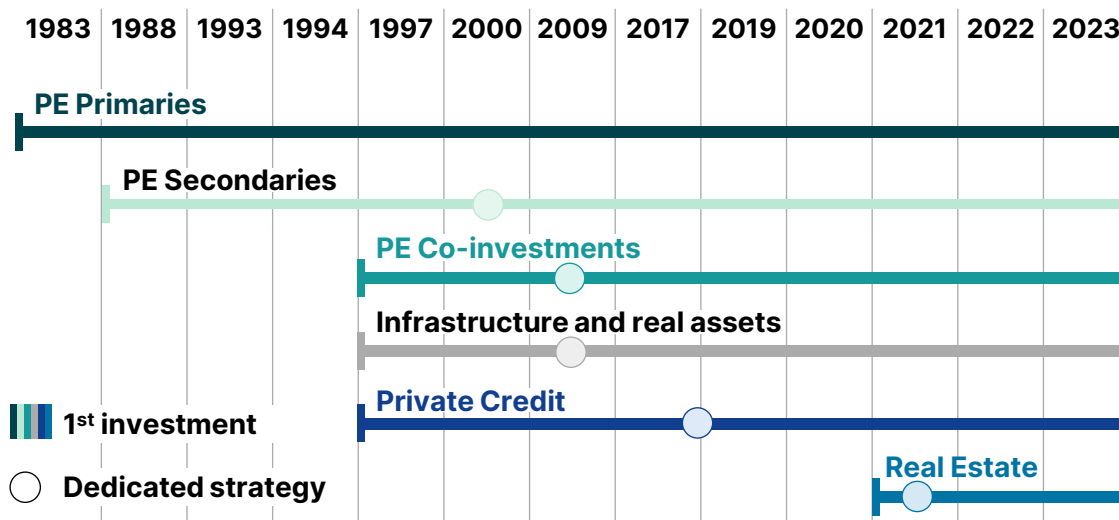 1983 1988 1993 1994 1997 2000 2009 2017 2019 2020 2021 2022 2023
PE Primaries
PE Secondaries
PE Co-investments
Infrastructure and real assets
Private Credit
1st investment
Real Estate
Dedicated strategy